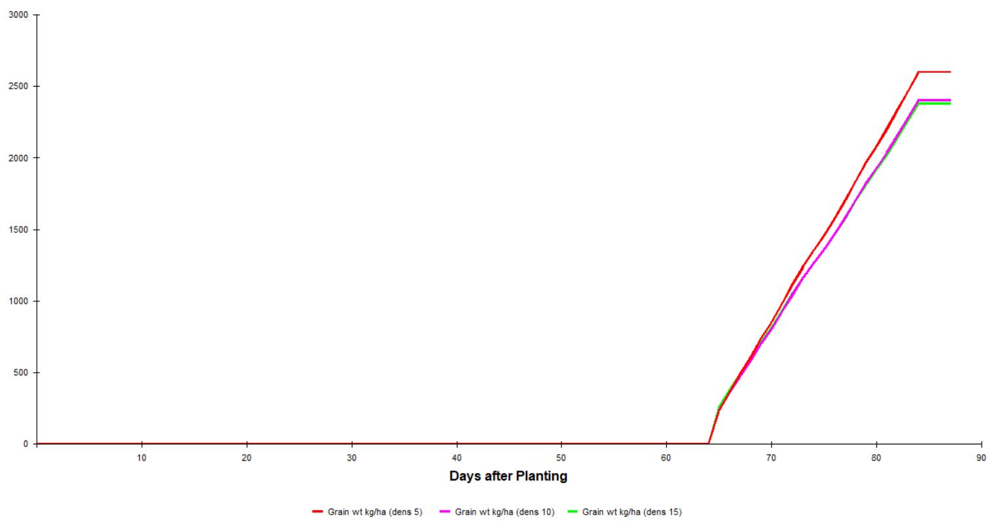 3000
2500
2000
1500
1000
500
0
10 20 30 40 50 60 70 80 90
Days after Planting
Grain wt kg/ha (dens 5) Grain wt kg/ha (dens 10) Grain wt kg/ha (dens 15)